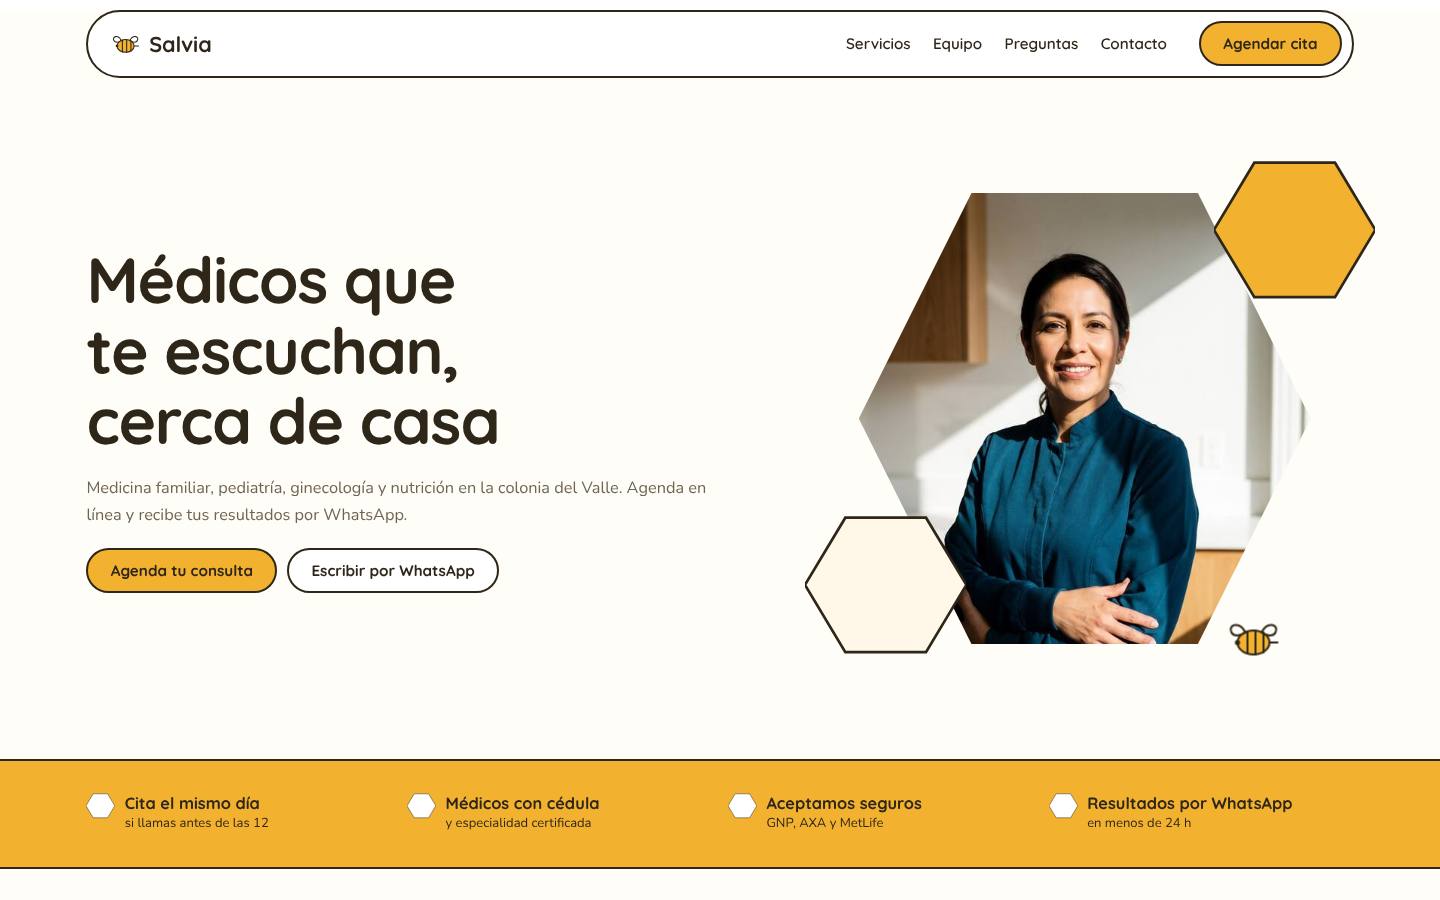 Salvia
Servicios
Equipo
Preguntas
Contacto
Agendar cita
Médicos que
te escuchan,
cerca de casa
Medicina familiar, pediatría, ginecología y nutrición en la colonia del Valle. Agenda en
línea y recibe tus resultados por WhatsApp.
Agenda tu consulta
Escribir por WhatsApp
Cita el mismo día
si llamas antes de las 12
Médicos con cédula
y especialidad certificada
Aceptamos seguros
GNP, AXA y MetLife
Resultados por WhatsApp
en menos de 24 h